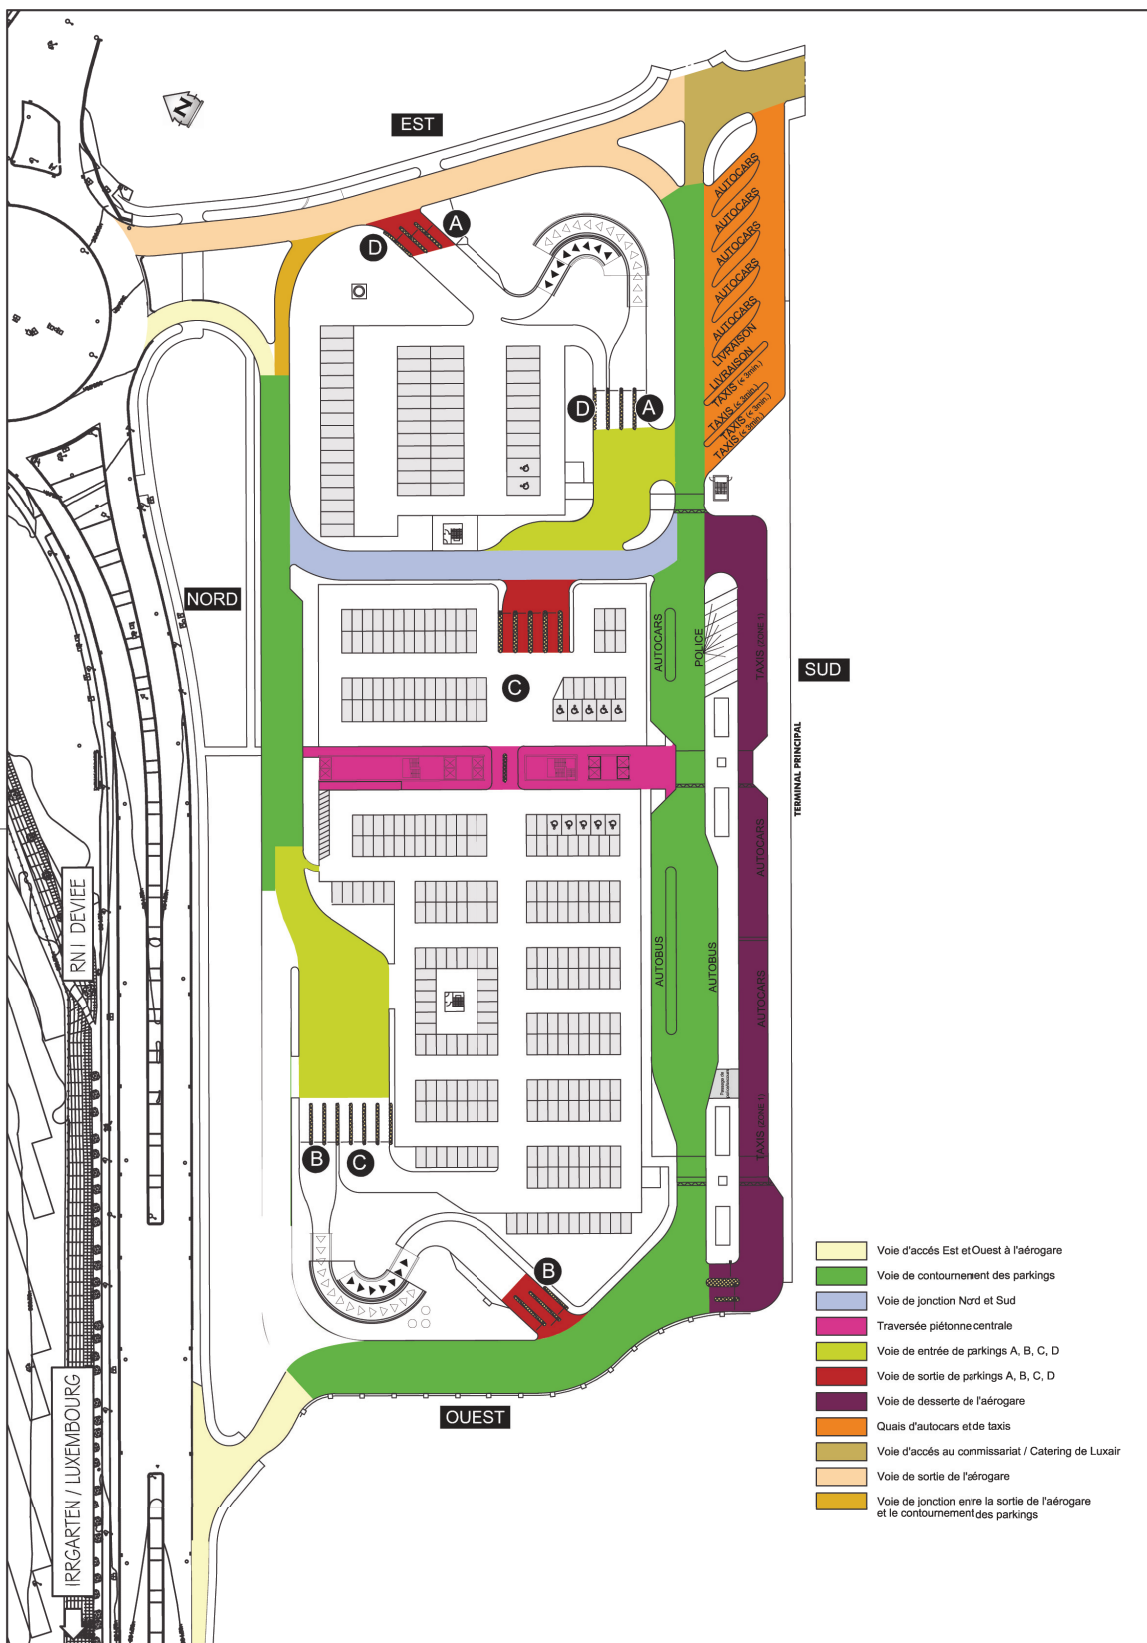 N
EST
A
D
AUTOCARS
AUTOCARS
AUTOCARS
AUTOCARS
AUTOCARS
LIVRAISON
LIVRAISON
TAXIS (< 3min.)
TAXIS (< 3min.)
TAXIS (< 3min.)
TAXIS (< 3min.)
D
A
NORD
AUTOCARS
POLICE
TAXIS (ZONE 1)
SUD
C
TERMINAL PRINCIPAL
AUTOCARS
RN1 DEVIEE
AUTOBUS
AUTOBUS
AUTOCARS
TAXIS (ZONE 1)
B
C
B
OUEST
IRRGARTEN / LUXEMBOURG
Voie d'accés Est et Ouest à l'aérogare
Voie de contournement des parkings
Voie de jonction Nord et Sud
Traversée piétonne centrale
Voie de entrée de parkings A, B, C, D
Voie de sortie de parkings A, B, C, D
Voie de desserte de l'aérogare
Quais d'autocars et de taxis
Voie d'accés au commissariat / Catering de Luxair
Voie de sortie de l'aérogare
Voie de jonction enre la sortie de l'aérogare
et le contournement des parkings